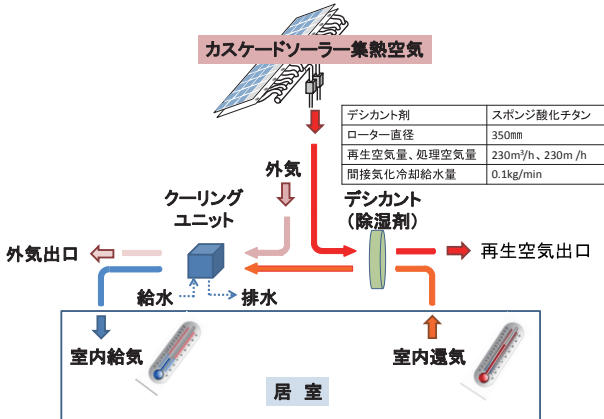 カスケードソーラー集熱空気
デシカント剤 スポンジ酸化チタン
ローター直径 350㎜
再生空気量、処理空気量 230m³/h、230m /h
間接気化冷却給水量 0.1kg/min
外気
クーリング
ユニット
デシカント
(除湿剤)
外気出口
再生空気出口
給水
排水
室内給気
室内還気
居 室